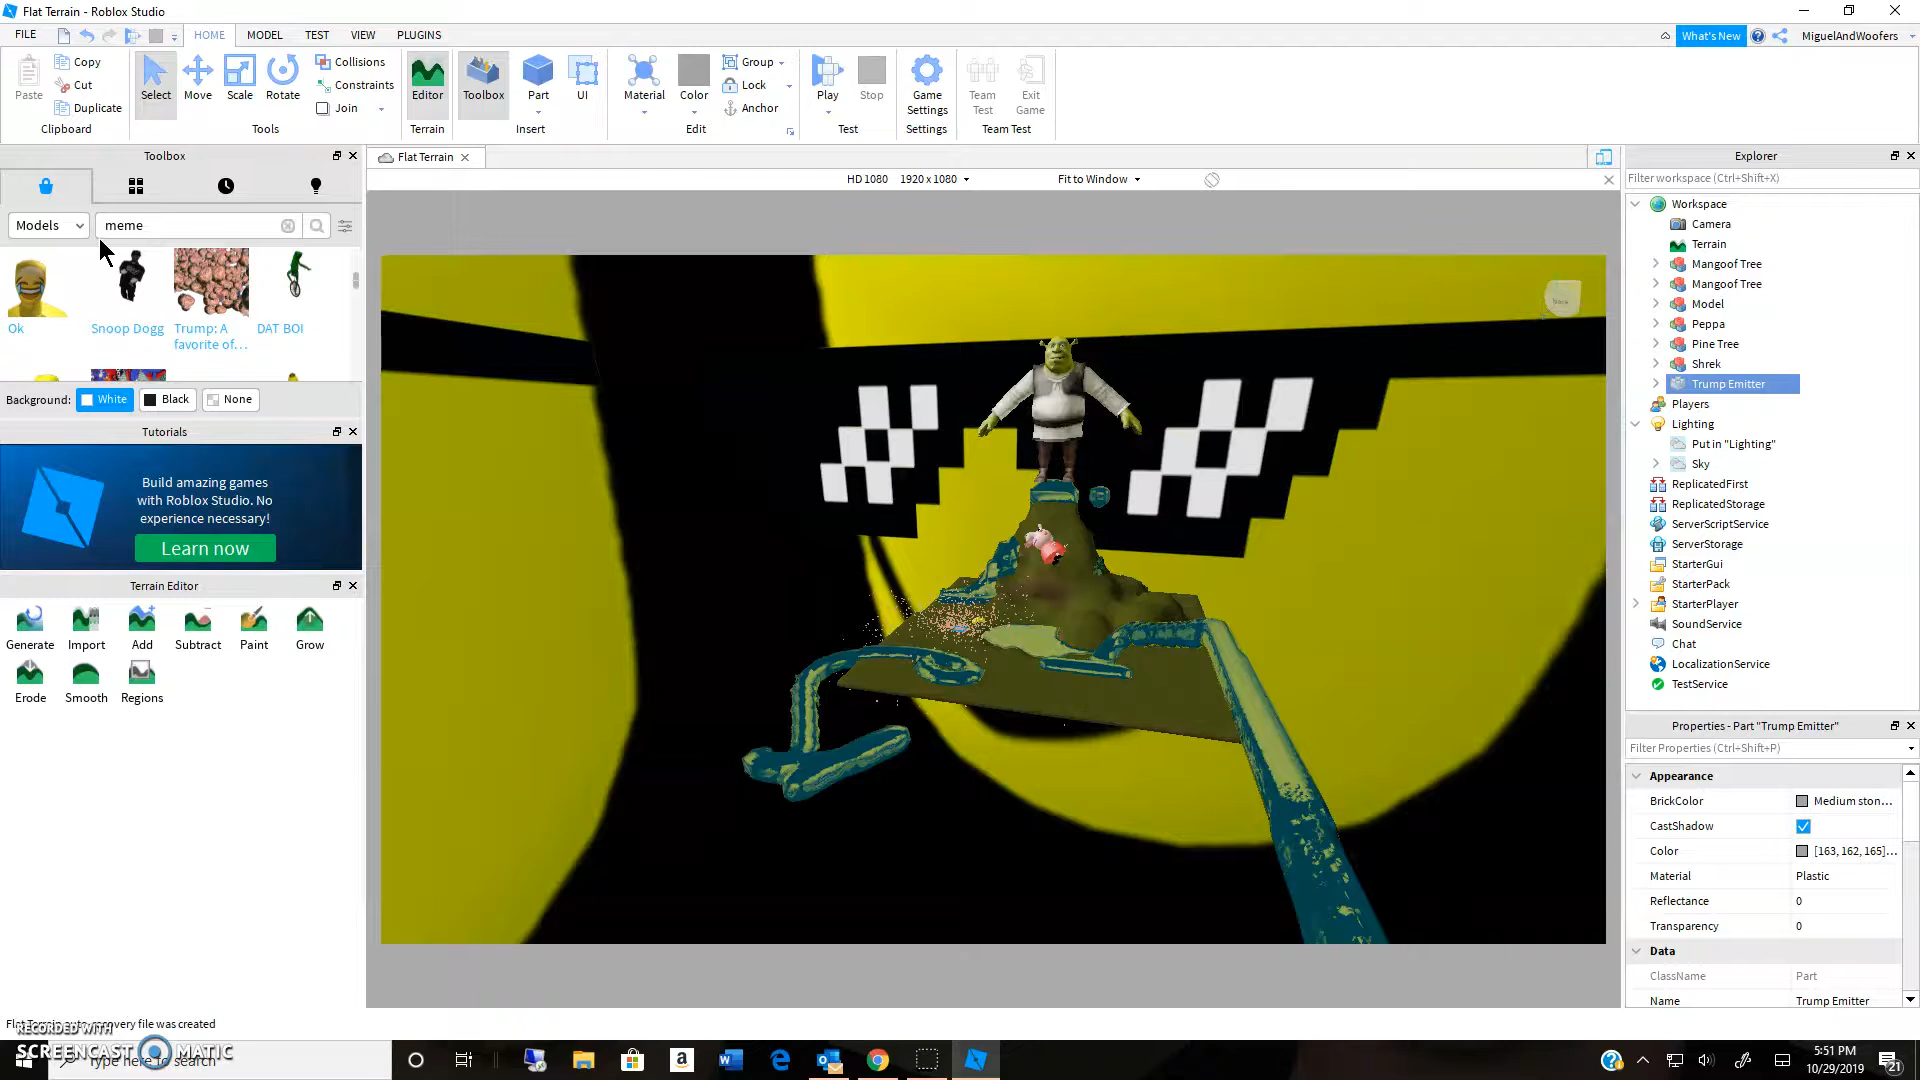 Flat Terrain - Roblox Studio
FILE HOME MODEL TEST VIEW PLUGINS What's New MiguelAndWoofers
Paste Copy Cut Duplicate Clipboard
Select Move Scale Rotate Collisions Constraints Join Tools
Editor Terrain
Toolbox Part UI Insert
Material Color Group Lock Anchor Edit
Play Stop Test
Game Settings Settings
Team Test Exit Game Team Test
Toolbox
Models meme
Ok Snoop Dogg Trump: A favorite of... DAT BOI
Background: White Black None
Tutorials
Build amazing games
with Roblox Studio. No
experience necessary!
Learn now
Terrain Editor
Generate Import Add Subtract Paint Grow
Erode Smooth Regions
Flat Terrain
HD 1080 1920 x 1080 Fit to Window
Explorer
Filter workspace (Ctrl+Shift+X)
Workspace
Camera
Terrain
Mangoof Tree
Mangoof Tree
Model
Peppa
Pine Tree
Shrek
Trump Emitter
Players
Lighting
Put in "Lighting"
Sky
ReplicatedFirst
ReplicatedStorage
ServerScriptService
ServerStorage
StarterGui
StarterPack
StarterPlayer
SoundService
Chat
LocalizationService
TestService
Properties - Part "Trump Emitter"
Filter Properties (Ctrl+Shift+P)
Appearance
BrickColor Medium ston...
CastShadow
Color [163, 162, 165]...
Material Plastic
Reflectance 0
Transparency 0
Data
ClassName Part
Name Trump Emitter
recovery file was created
RECORDED WITH
SCREENCAST MATIC
Type here to search
5:51 PM
10/29/2019
21